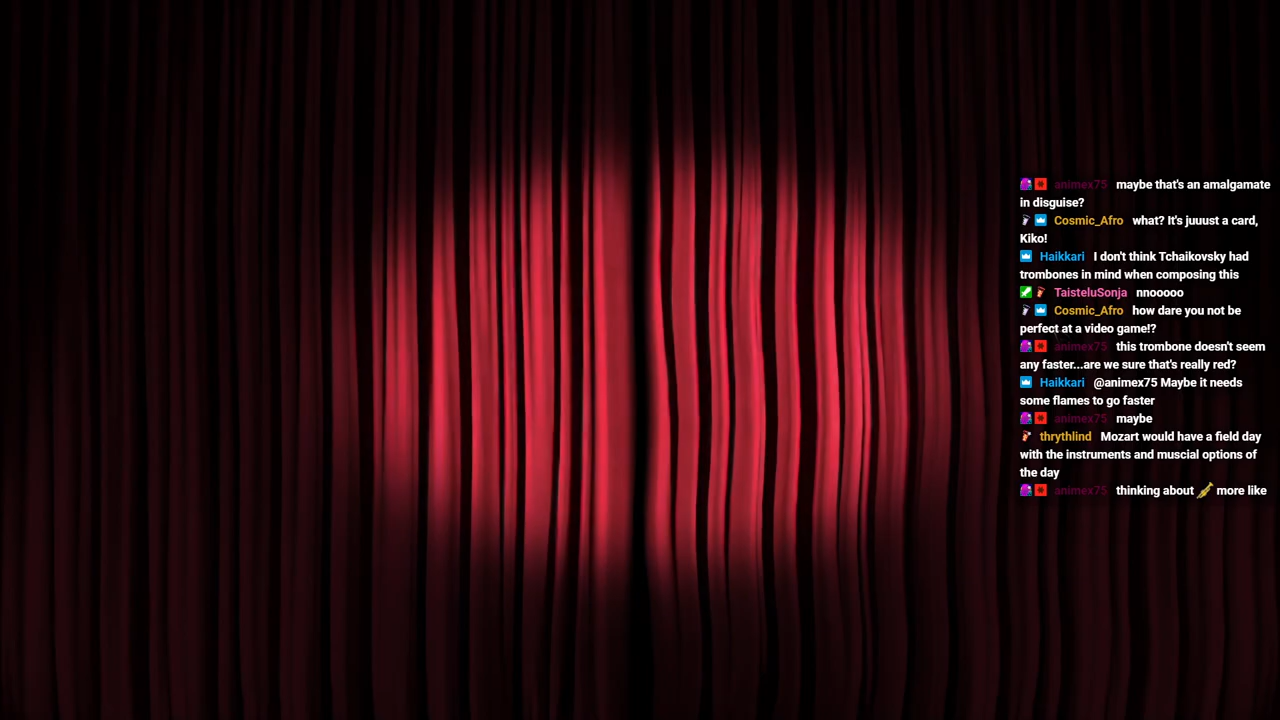 animex75 maybe that's an amalgamate
in disguise?
Cosmic_Afro what? It's juuust a card,
Kiko!
Haikkari I don't think Tchaikovsky had
trombones in mind when composing this
TaisteluSonja nnooooo
Cosmic_Afro how dare you not be
perfect at a video game!?
animex75 this trombone doesn't seem
any faster...are we sure that's really red?
Haikkari @animex75 Maybe it needs
some flames to go faster
animex75 maybe
thrythlind Mozart would have a field day
with the instruments and muscial options of
the day
animex75 thinking about more like